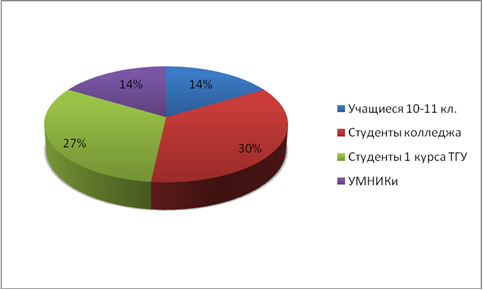 14%
14%
27%
30%
Учащиеся 10-11 кл.
Студенты колледжа
Студенты 1 курса ТГУ
УМНИКи